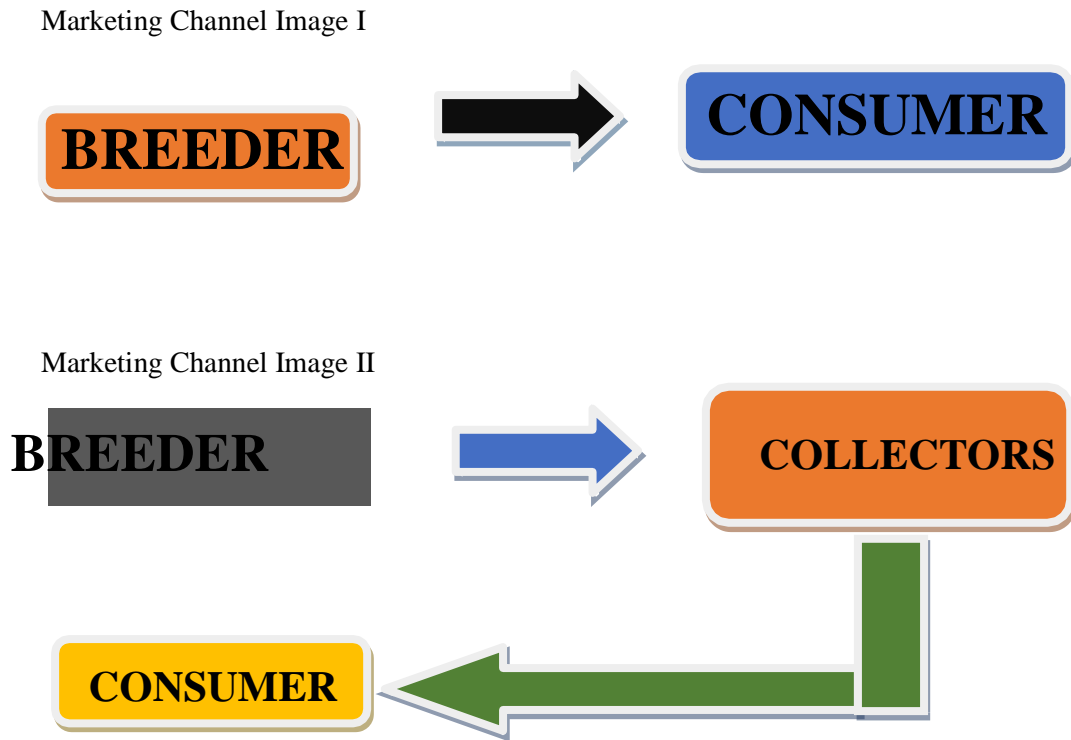 Marketing Channel Image I
BREEDER
CONSUMER
Marketing Channel Image II
BREEDER
COLLECTORS
CONSUMER